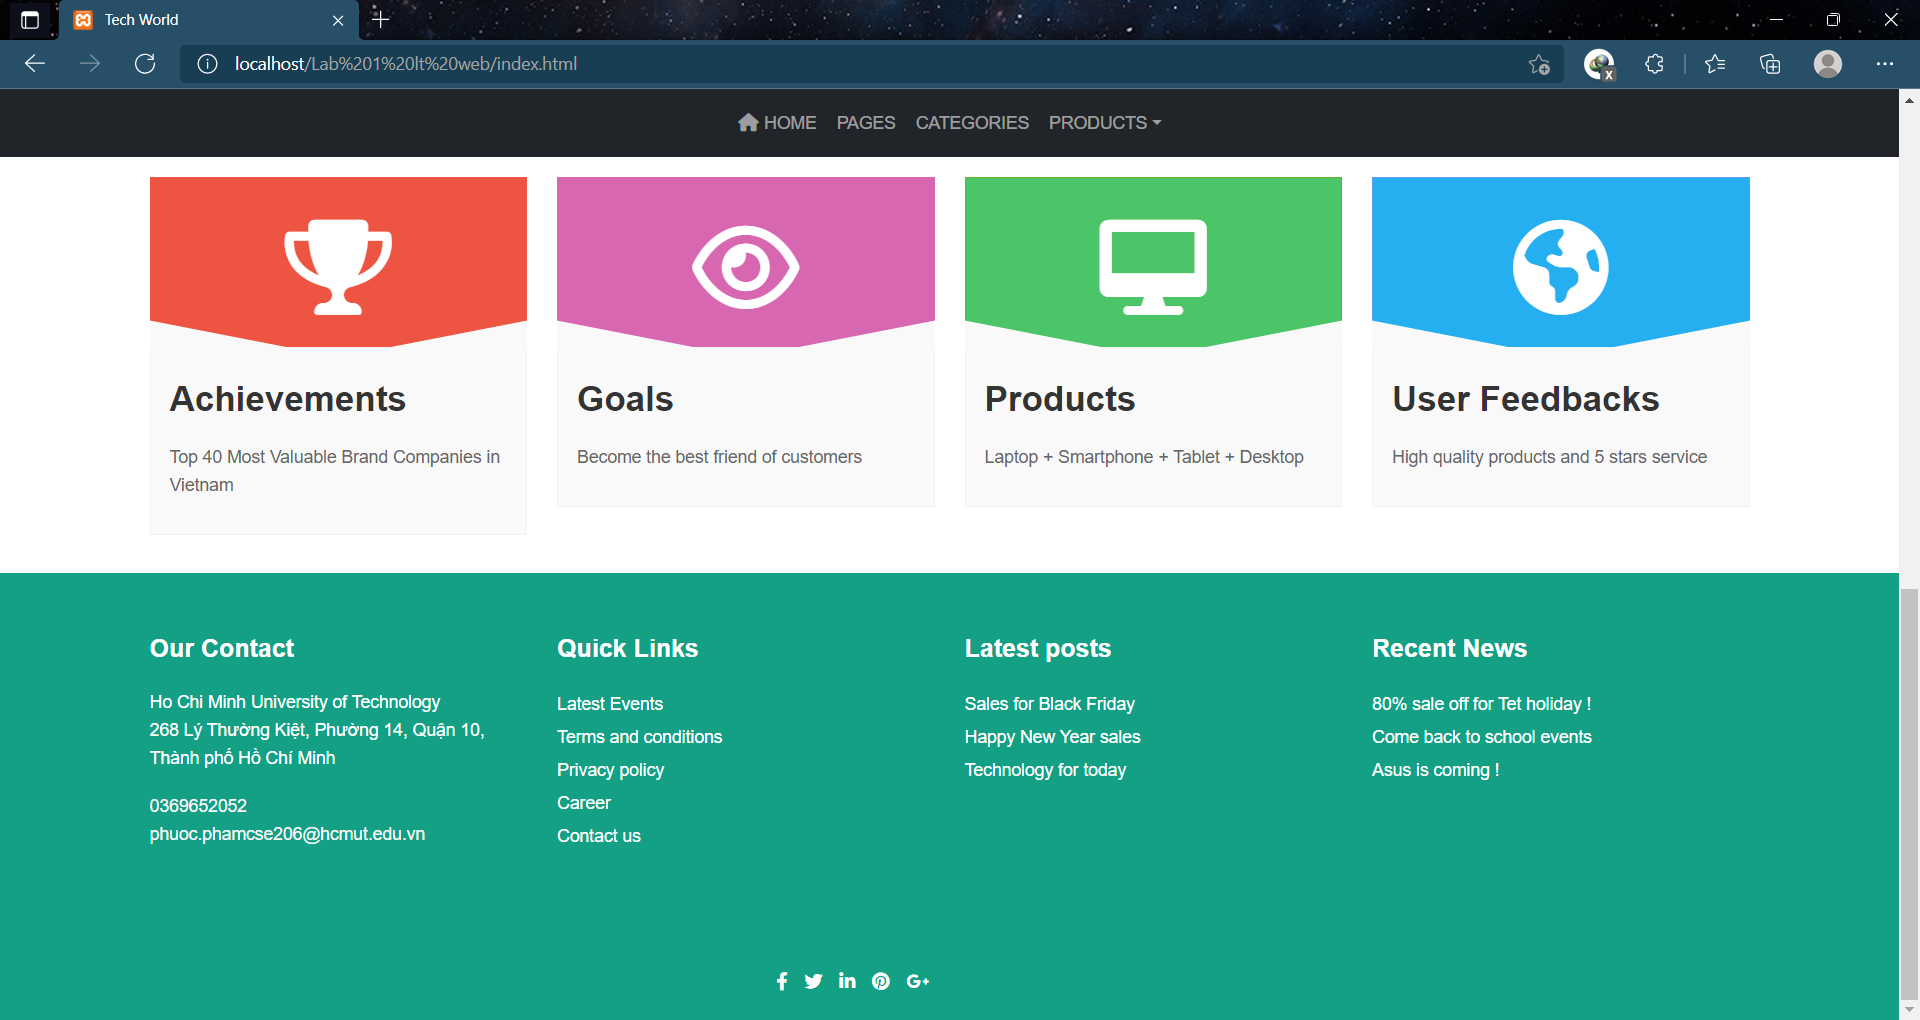 Tech World
localhost/Lab%201%20lt%20web/index.html
HOME PAGES CATEGORIES PRODUCTS
Achievements
Top 40 Most Valuable Brand Companies in
Vietnam
Goals
Become the best friend of customers
Products
Laptop + Smartphone + Tablet + Desktop
User Feedbacks
High quality products and 5 stars service
Our Contact
Ho Chi Minh University of Technology
268 Lý Thường Kiệt, Phường 14, Quận 10,
Thành phố Hồ Chí Minh
0369652052
phuoc.phamcse206@hcmut.edu.vn
Quick Links
Latest Events
Terms and conditions
Privacy policy
Career
Contact us
Latest posts
Sales for Black Friday
Happy New Year sales
Technology for today
Recent News
80% sale off for Tet holiday !
Come back to school events
Asus is coming !